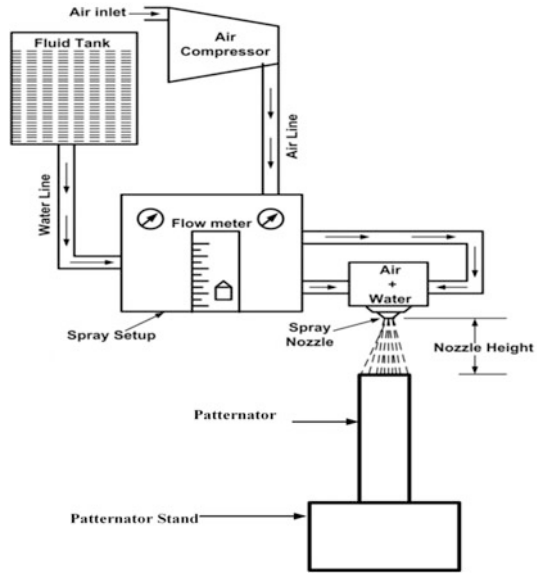 Air inlet
Fluid Tank
Air
Compressor
Air Line
Water Line
Flow meter
Air
+
Water
Spray Setup
Spray
Nozzle
Nozzle Height
Patternator
Patternator Stand